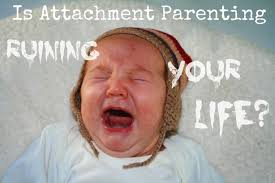 Is Attachment Parenting
RUINING
YOUR
LIFE?